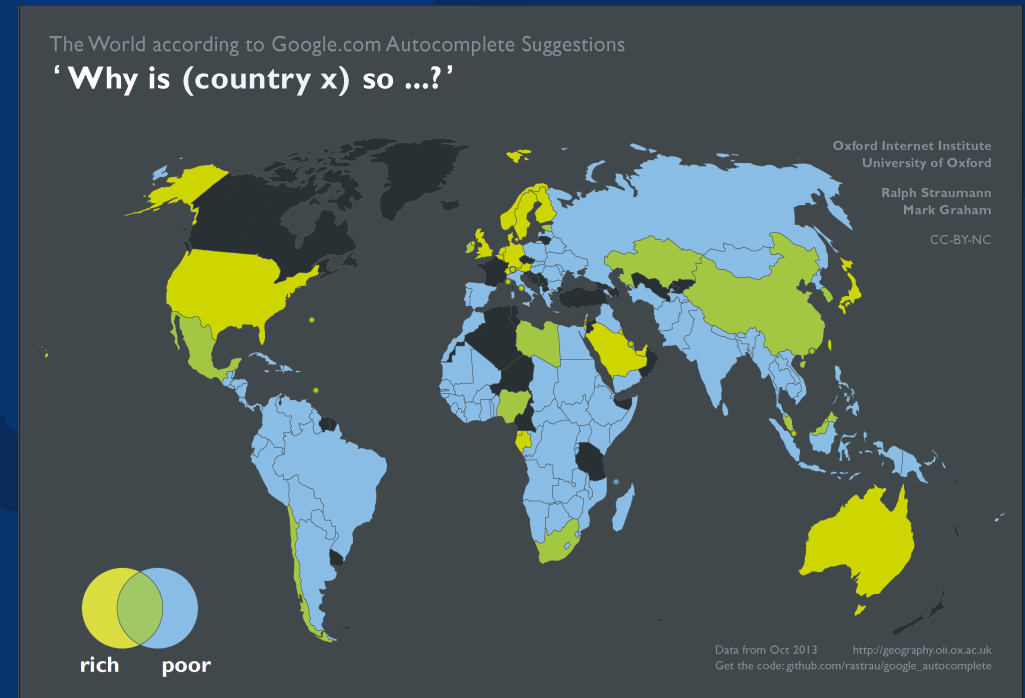 The World according to Google.com Autocomplete Suggestions
‘Why is (country x) so ...?’
Oxford Internet Institute
University of Oxford
Ralph Straumann
Mark Graham
CC-BY-NC
rich poor
Data from Oct 2013 http://geography.oii.ox.ac.uk
Get the code: github.com/rastrau/google_autocomplete